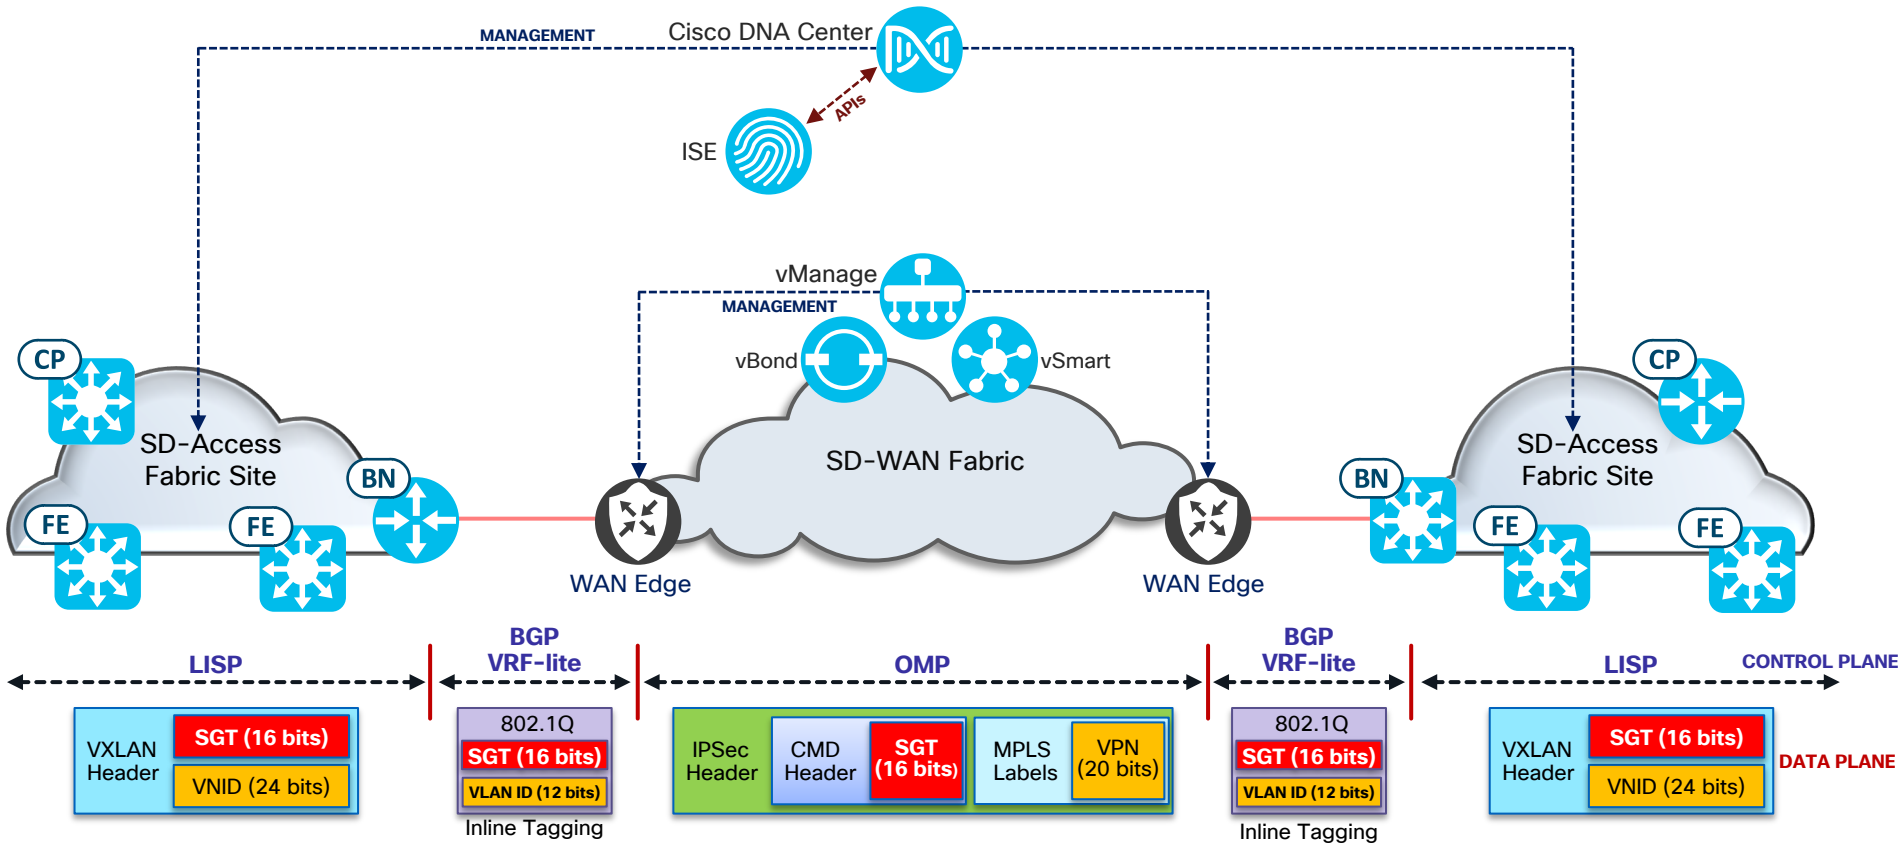 Cisco DNA Center
MANAGEMENT
APIs
ISE
vManage
MANAGEMENT
vBond
vSmart
CP
SD-Access
Fabric Site
BN
FE
FE
SD-WAN Fabric
WAN Edge
WAN Edge
CP
SD-Access
Fabric Site
BN
FE
FE
LISP
BGP
VRF-lite
OMP
BGP
VRF-lite
LISP
CONTROL PLANE
VXLAN
Header
SGT (16 bits)
VNID (24 bits)
802.1Q
SGT (16 bits)
VLAN ID (12 bits)
Inline Tagging
IPSec
Header
CMD
Header
SGT
(16 bits)
MPLS
Labels
VPN
(20 bits)
802.1Q
SGT (16 bits)
VLAN ID (12 bits)
Inline Tagging
VXLAN
Header
SGT (16 bits)
VNID (24 bits)
DATA PLANE